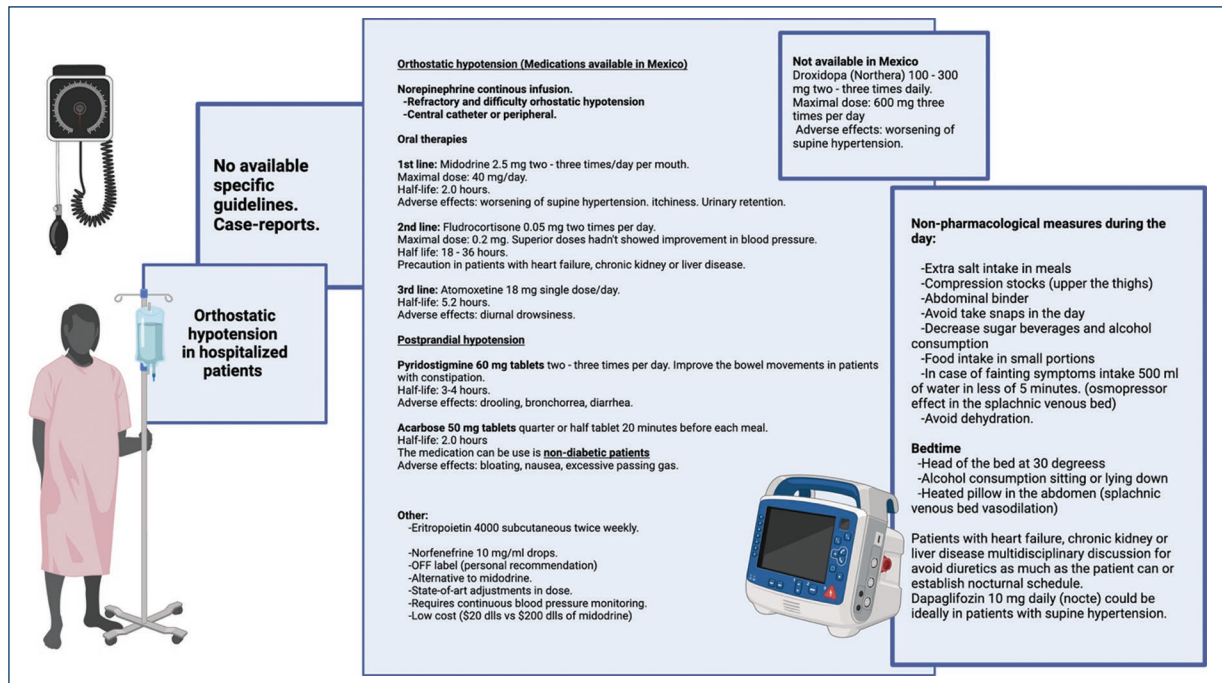 No available
specific
guidelines.
Case-reports.
Orthostatic
hypotension
in hospitalized
patients
Orthostatic hypotension (Medications available in Mexico)
Norepinephrine continous infusion.
-Refractory and difficulty orhostatic hypotension
-Central catheter or peripheral.
Oral therapies
1st line: Midodrine 2.5 mg two - three times/day per mouth.
Maximal dose: 40 mg/day.
Half-life: 2.0 hours.
Adverse effects: worsening of supine hypertension. itchiness. Urinary retention.
2nd line: Fludrocortisone 0.05 mg two times per day.
Maximal dose: 0.2 mg. Superior doses hadn't showed improvement in blood pressure.
Half life: 18 - 36 hours.
Precaution in patients with heart failure, chronic kidney or liver disease.
3rd line: Atomoxetine 18 mg single dose/day.
Half-life: 5.2 hours.
Adverse effects: diurnal drowsiness.
Postprandial hypotension
Pyridostigmine 60 mg tablets two - three times per day. Improve the bowel movements in patients
with constipation.
Half-life: 3-4 hours.
Adverse effects: drooling, bronchorrea, diarrhea.
Acarbose 50 mg tablets quarter or half tablet 20 minutes before each meal.
Half-life: 2.0 hours
The medication can be use is non-diabetic patients
Adverse effects: bloating, nausea, excessive passing gas.
Other:
-Eritropoietin 4000 subcutaneous twice weekly.
-Norfenefrine 10 mg/ml drops.
-OFF label (personal recommendation)
-Alternative to midodrine.
-State-of-art adjustments in dose.
-Requires continuous blood pressure monitoring.
-Low cost ($20 dlls vs $200 dlls of midodrine)
Not available in Mexico
Droxidopa (Northera) 100 - 300
mg two - three times daily.
Maximal dose: 600 mg three
times per day
Adverse effects: worsening of
supine hypertension.
Non-pharmacological measures during the
day:
-Extra salt intake in meals
-Compression stocks (upper the thighs)
-Abdominal binder
-Avoid take snaps in the day
-Decrease sugar beverages and alcohol
consumption
-Food intake in small portions
-In case of fainting symptoms intake 500 ml
of water in less of 5 minutes. (osmopressor
effect in the splachnic venous bed)
-Avoid dehydration.
Bedtime
-Head of the bed at 30 degreess
-Alcohol consumption sitting or lying down
-Heated pillow in the abdomen (splachnic
venous bed vasodilation)
Patients with heart failure, chronic kidney or
liver disease multidisciplinary discussion for
avoid diuretics as much as the patient can or
establish nocturnal schedule.
Dapaglifozin 10 mg daily (nocte) could be
ideally in patients with supine hypertension.